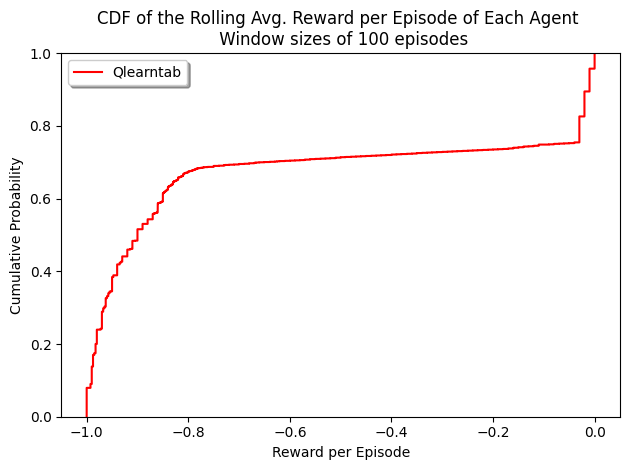 CDF of the Rolling Avg. Reward per Episode of Each Agent
Window sizes of 100 episodes
Qlearntab
1.0
0.8
0.6
0.4
0.2
0.0
Cumulative Probability
−1.0 −0.8 −0.6 −0.4 −0.2 0.0
Reward per Episode